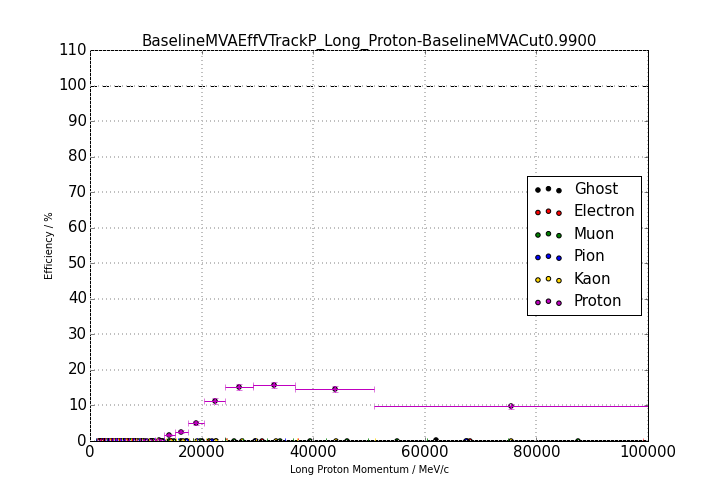 BaselineMVAEffVTrackP_Long_Proton-BaselineMVACut0.9900
110
100
90
80
70
60
50
40
30
20
10
0
Efficiency / %
Ghost
Electron
Muon
Pion
Kaon
Proton
0 20000 40000 60000 80000 100000
Long Proton Momentum / MeV/c